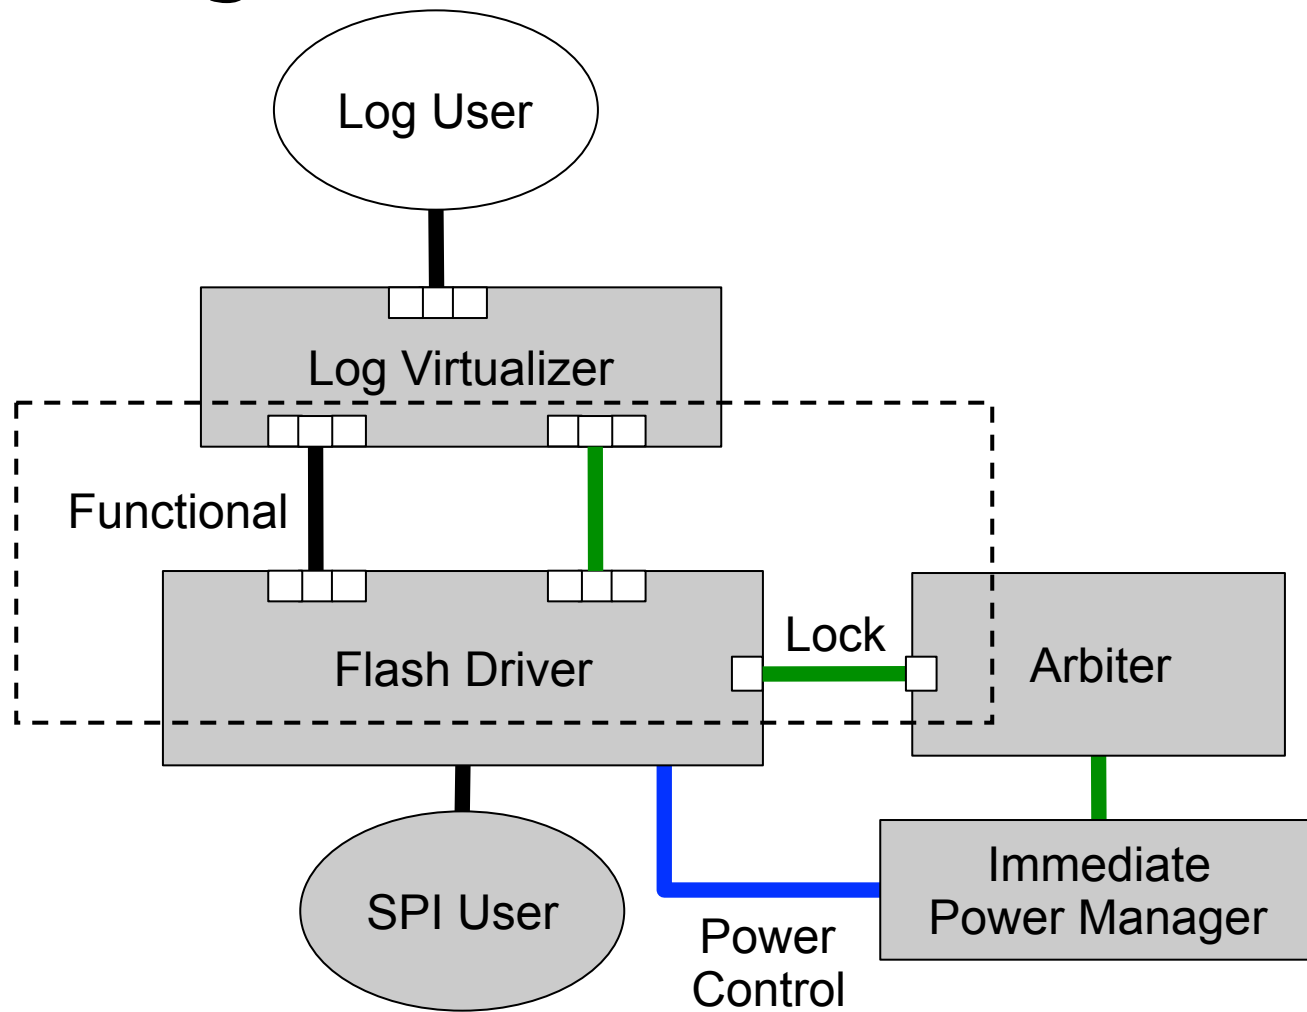 Log User
Log Virtualizer
Functional
Flash Driver
Lock
Arbiter
SPI User
Power
Control
Immediate
Power Manager